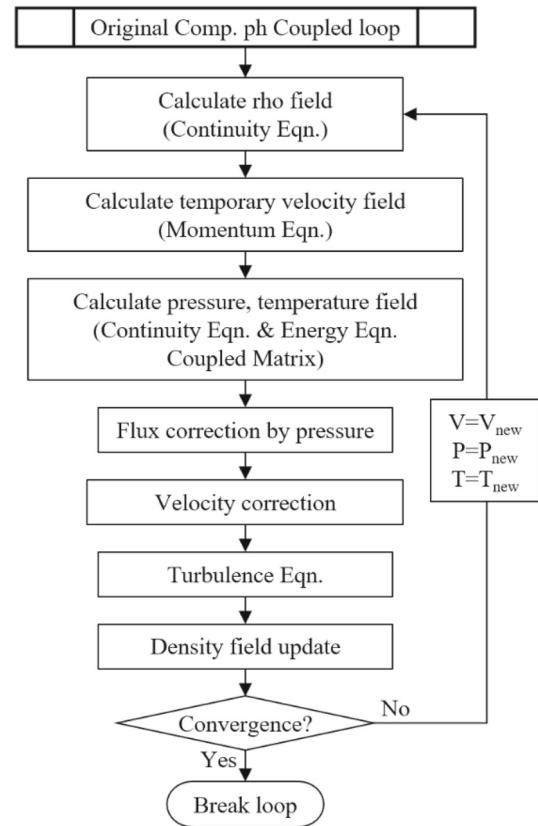 Original Comp. ph Coupled loop
Calculate rho field
(Continuity Eqn.)
Calculate temporary velocity field
(Momentum Eqn.)
Calculate pressure, temperature field
(Continuity Eqn. & Energy Eqn.
Coupled Matrix)
Flux correction by pressure
Velocity correction
Turbulence Eqn.
Density field update
Convergence?
No
Yes
Break loop
V=Vnew
P=Pnew
T=Tnew